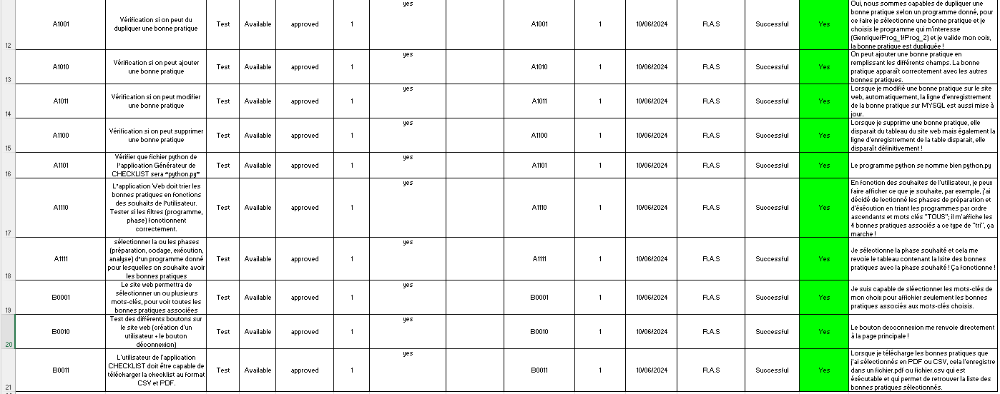 yes
A1001
Vérification si on peut du
dupliquer une bonne pratique
Test
Available
approved
1
A1001
1
10/06/2024
R.A.S
Successful
Yes
Oui, nous sommes capables de dupliquer une
bonne pratique selon un programme donné, pour
ce faire je sélectionne une bonne pratique et je
choisis le programme qui m'interesse
(Genrique/Prog_1/Prog_2) et je valide mon coix,
la bonne pratique est dupliquée !
12
yes
A1010
Vérification si on peut ajouter
une bonne pratique
Test
Available
approved
1
A1010
1
10/06/2024
R.A.S
Successful
Yes
On peut ajouter une bonne pratique en
remplissant les différents champs. La bonne
pratique apparaît correctement avec les autres
bonnes pratiques.
13
yes
A1011
Vérification si on peut modifier
une bonne pratique
Test
Available
approved
1
A1011
1
10/06/2024
R.A.S
Successful
Yes
Lorsque je modifié une bonne pratique sur le site
web, automatiquement, la ligne d'enregistrement
de la bonne pratique sur MYSQL est aussi mise à
jour.
14
yes
A1100
Vérification si on peut supprimer
une bonne pratique
Test
Available
approved
1
A1100
1
10/06/2024
R.A.S
Successful
Yes
Lorsque je supprime une bonne pratique, elle
disparait du tableau du site web mais également la
ligne d'enregistrement de la table disparait, elle
disparaît définitivement !
15
yes
A1101
Vérifier que fichier python de
l'application Générateur de
CHECKLIST sera “python.py”
Test
Available
approved
1
A1101
1
10/06/2024
R.A.S
Successful
Yes
Le programme python se nomme bien python.py
16
yes
A1110
L'application Web doit trier les
bonnes pratiques en fonctions
des souhaits de l'utilisateur.
Tester si les filtres (programme,
phase) fonctionnent
correctement.
Test
Available
approved
1
A1110
1
10/06/2024
R.A.S
Successful
Yes
En fonction des souhaites de l'utilisateur, je peux
faire afficher ce que je souhaite, par exemple, j'ai
décidé de lectionné les phases de préparation et
d'éxécution en triant les programmes par ordre
ascendants et mots clés "TOUS"; il m'affiche les
4 bonnes pratiques associés a ce type de "tri", ça
marche !
17
yes
A1111
sélectionner la ou les phases
(préparation, codage, exécution,
analyse) d'un programme donné
pour lesquelles on souhaite avoir
les bonnes pratiques
Test
Available
approved
1
A1111
1
10/06/2024
R.A.S
Successful
Yes
Je sélectionne la phase souhaité et cela me
revoie le tableau contenant la lsite des bonnes
pratiques avec la phase souhaité ! Ça fonctionne !
18
yes
B0001
Le site web permettra de
sélectionner un ou plusieurs
mots-clés, pour voir toutes les
bonnes pratiques associées
Test
Available
approved
1
B0001
1
10/06/2024
R.A.S
Successful
Yes
Je suis capable de sléectionner les mots-clés de
mon choix pour affichier seulement les bonnes
pratiques associés aux mots-clés choisis.
19
yes
B0010
Test des différents boutons sur
le site web (création d'un
utilisateur + le bouton
déconnexion)
Test
Available
approved
1
B0010
1
10/06/2024
R.A.S
Successful
Yes
Le bouton decconnexion me renvoie directement
à la page principale !
20
yes
B0011
L'utilisateur de l'application
CHECKLIST doit être capable de
télécharger la checklist au format
CSV et PDF.
Test
Available
approved
1
B0011
1
10/06/2024
R.A.S
Successful
Yes
Lorsque je télécharge les bonnes pratiques que
j'ai sélectionnés en PDF ou CSV, cela l'enregistre
dans un fichier.pdf ou fichier.csv qui est
éxécutable et qui permet de retrouver la liste des
bonnes pratiques sélectionnés.
21